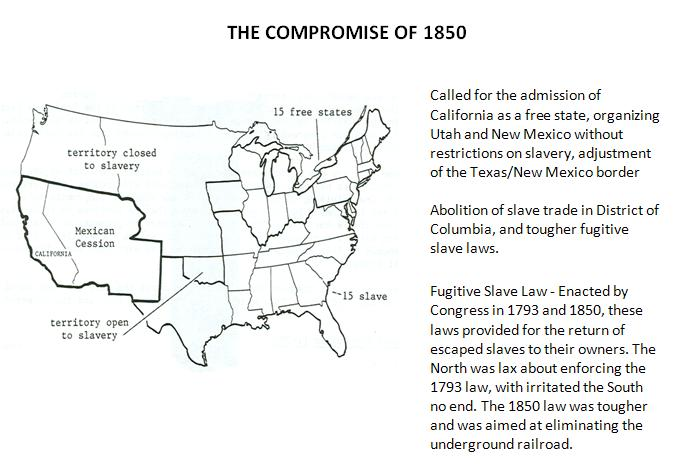 THE COMPROMISE OF 1850
15 free states
territory closed
to slavery
Mexican
Cession
CALIFORNIA
15 slave
territory open
to slavery
Called for the admission of
California as a free state, organizing
Utah and New Mexico without
restrictions on slavery, adjustment
of the Texas/New Mexico border
Abolition of slave trade in District of
Columbia, and tougher fugitive
slave laws.
Fugitive Slave Law - Enacted by
Congress in 1793 and 1850, these
laws provided for the return of
escaped slaves to their owners. The
North was lax about enforcing the
1793 law, with irritated the South
no end. The 1850 law was tougher
and was aimed at eliminating the
underground railroad.